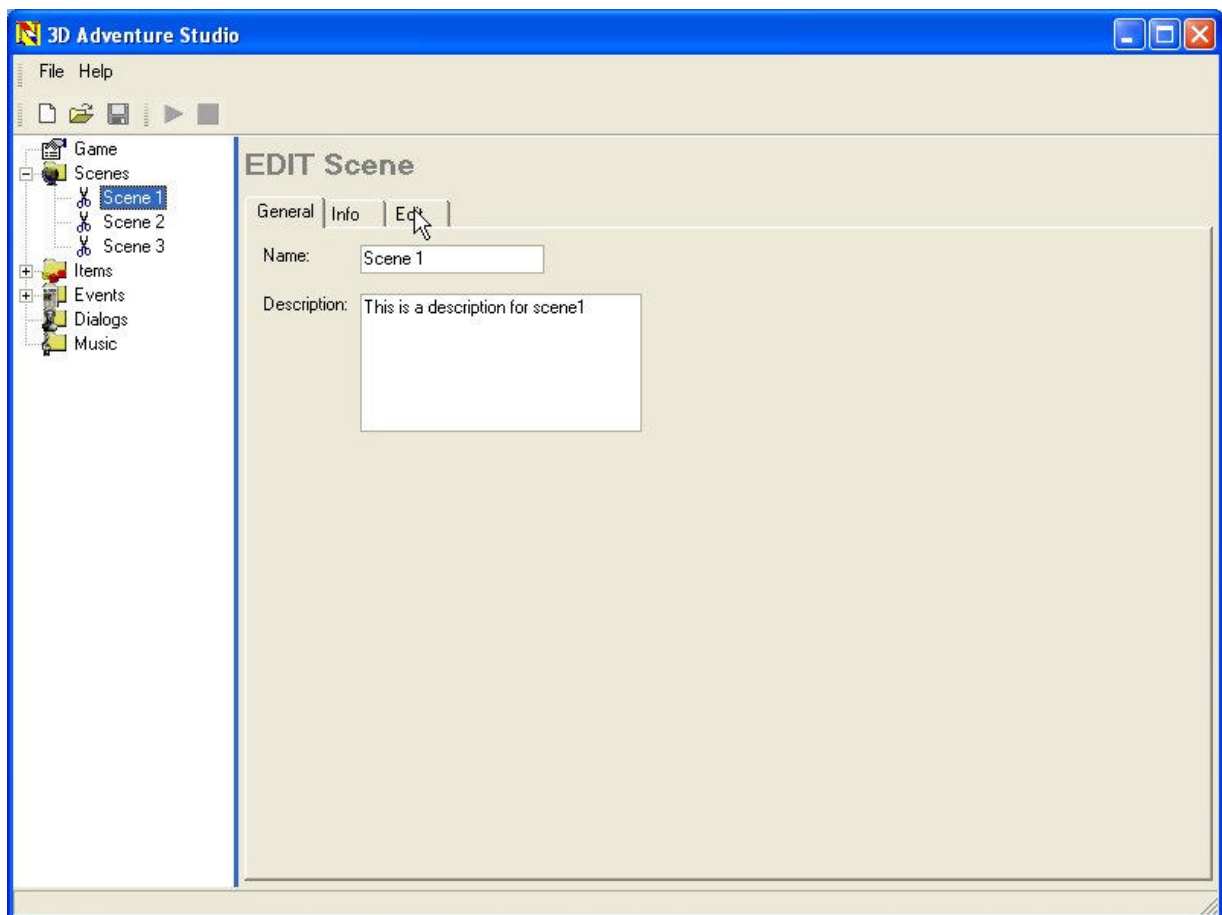 3D Adventure Studio
File Help
Game
Scenes
Scene 1
Scene 2
Scene 3
Items
Events
Dialogs
Music
EDIT Scene
General Info Edit
Name: Scene 1
Description: This is a description for scene1